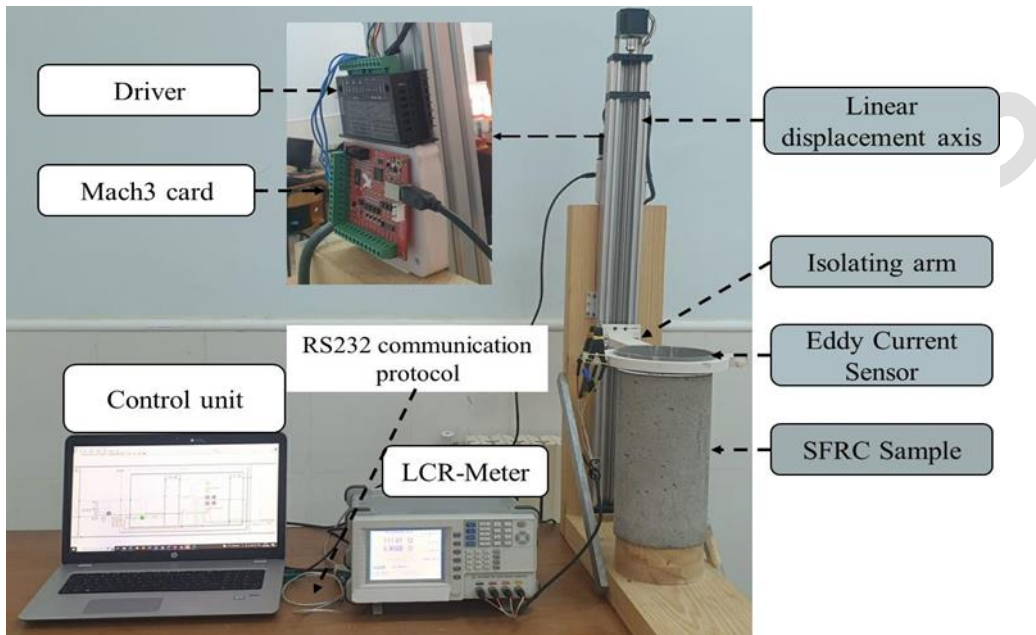 Driver
Mach3 card
Linear
displacement axis
Isolating arm
RS232 communication
protocol
Eddy Current
Sensor
Control unit
LCR-Meter
SFRC Sample